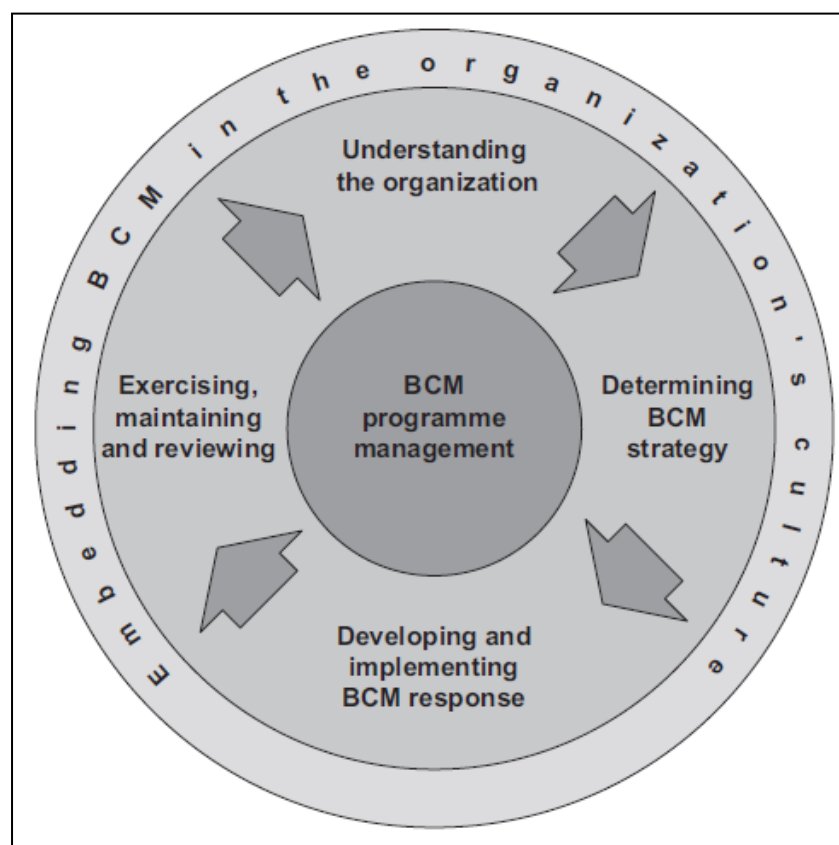 Embedding BCM in the organization's culture
Understanding
the organization
Exercising,
maintaining
and reviewing
BCM
programme
management
Determining
BCM
strategy
Developing and
implementing
BCM response